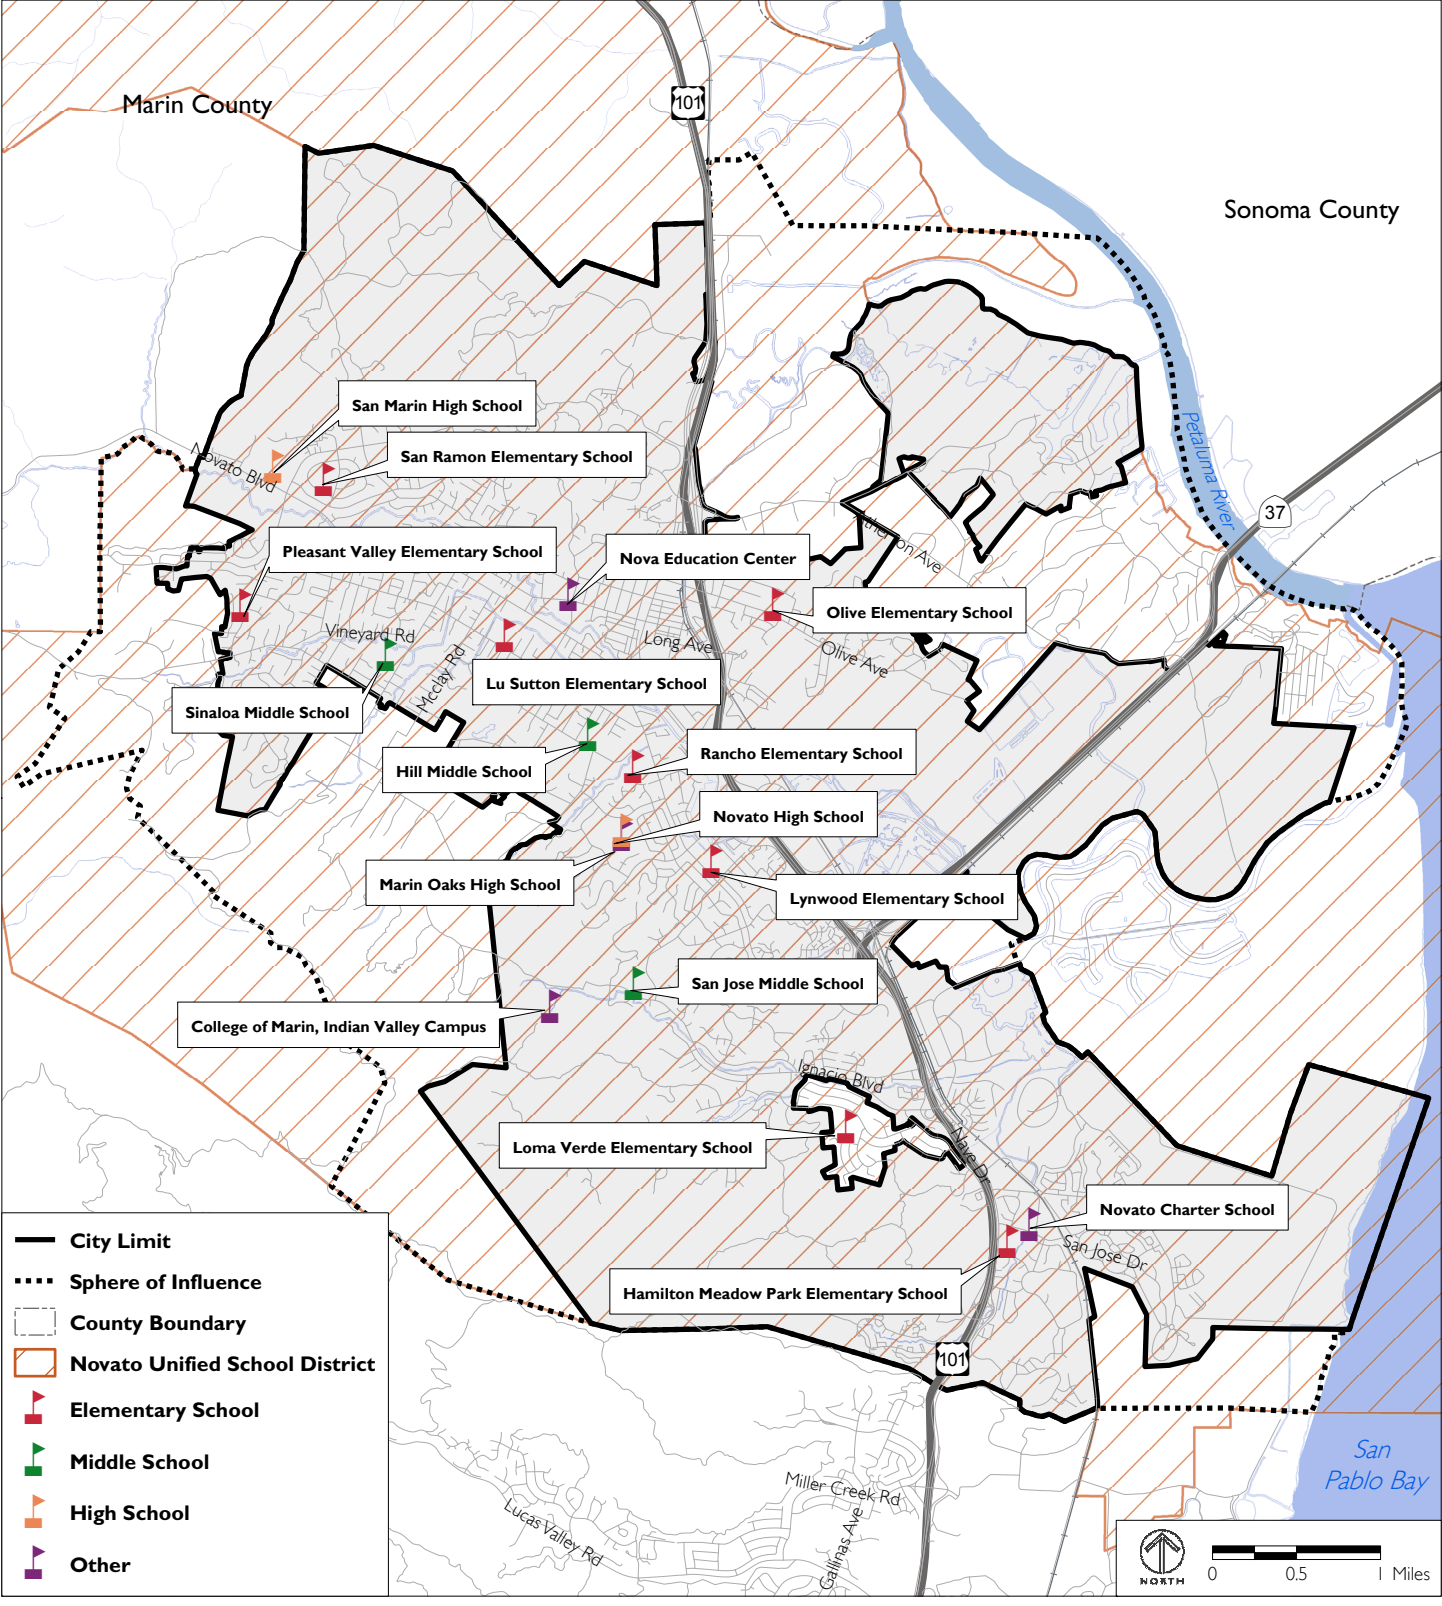 Marin County
101
Sonoma County
San Marin High School
San Ramon Elementary School
Novato Blvd
Petaluma River
37
Pleasant Valley Elementary School
Nova Education Center
Atherton Ave
Olive Elementary School
Vineyard Rd
Long Ave
Olive Ave
Mcclay Rd
Lu Sutton Elementary School
Sinaloa Middle School
Hill Middle School
Rancho Elementary School
Novato High School
Marin Oaks High School
Lynwood Elementary School
San Jose Middle School
College of Marin, Indian Valley Campus
Ignacio Blvd
Loma Verde Elementary School
Nave Dr
Novato Charter School
San Jose Dr
Hamilton Meadow Park Elementary School
101
City Limit
Sphere of Influence
County Boundary
Novato Unified School District
Elementary School
Middle School
High School
Other
Miller Creek Rd
Lucas Valley Rd
Gallinas Ave
San
Pablo Bay
NORTH
0 0.5 1 Miles